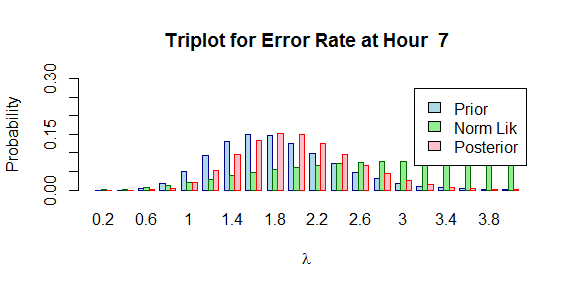 Triplot for Error Rate at Hour 7
Probability
0.30
0.15
0.00
Prior
Norm Lik
Posterior
0.2 0.6 1 1.4 1.8 2.2 2.6 3 3.4 3.8
λ